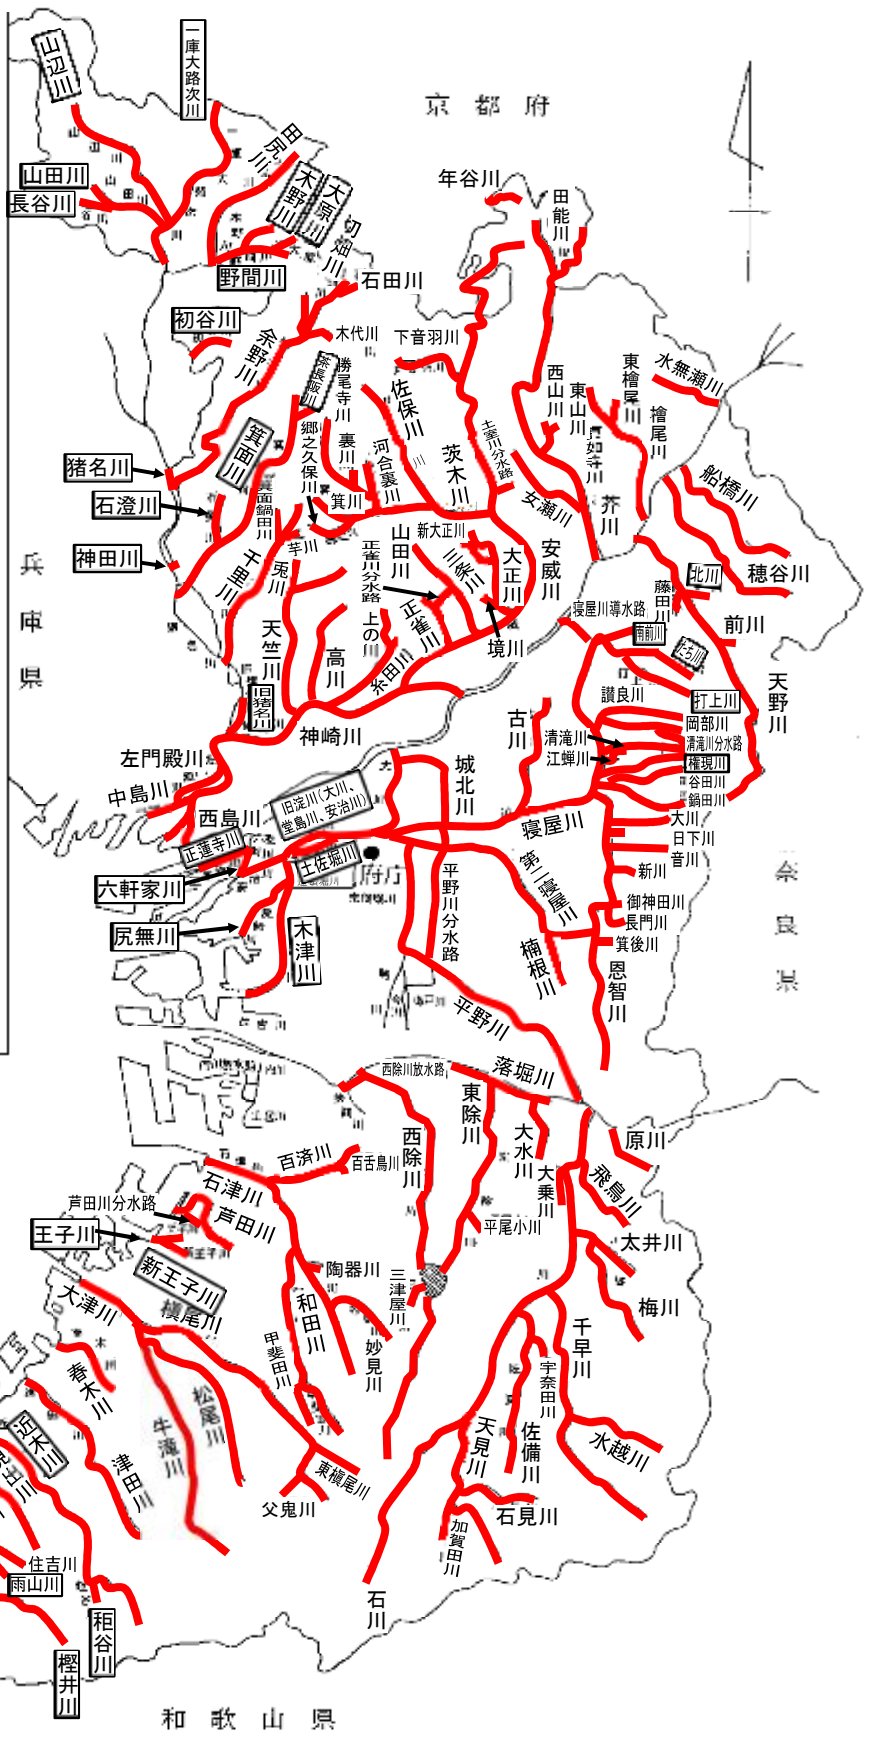 山辺川
一庫大路次川
田尻川
京都府
山田川
長谷川
木野川
大原川
切畑川
年谷川
田能川
野間川
石田川
初谷川
余野川
木代川
下音羽川
茶長阪川
勝尾寺川
佐保川
西山川
東山川
東檜尾川
水無瀬川
檜尾川
箕面川
郷之久保川
裏川
河合裏川
茨木川
土室川分水路
猪名川
石澄川
箕面鍋田川
箕川
女瀬川
芥川
船橋川
神田川
千里川
芋川
兎川
正雀川分水路
山田川
新大正川
三条川
大正川
安威川
穂谷川
北川
藤田川
兵庫県
天竺川
高川
上の川
正雀川
糸田川
境川
寝屋川導水路
南前川
前川
たち川
天野川
旧猪名川
神崎川
讃良川
打上川
古川
岡部川
清滝川
清滝川分水路
江蝉川
権現川
左門殿川
中島川
城北川
谷田川
鍋田川
西島川
旧淀川(大川、
堂島川、安治川)
寝屋川
大川
日下川
正蓮寺川
土佐堀川
府庁
音川
六軒家川
平野川分水路
第二寝屋川
新川
奈良県
御神田川
長門川
尻無川
木津川
楠根川
箕後川
恩智川
平野川
西除川放水路
落堀川
東除川
西除川
大水川
原川
百済川
百舌鳥川
石津川
大乗川
飛鳥川
芦田川分水路
芦田川
平尾小川
王子川
太井川
新王子川
陶器川
三津屋川
大津川
槇尾川
和田川
梅川
千早川
甲斐田川
妙見川
宇奈田川
春木川
松尾川
近木川
牛滝川
津田川
天見川
佐備川
水越川
東槇尾川
父鬼川
石見川
加賀田川
住吉川
雨山川
石川
秬谷川
樫井川
和歌山県